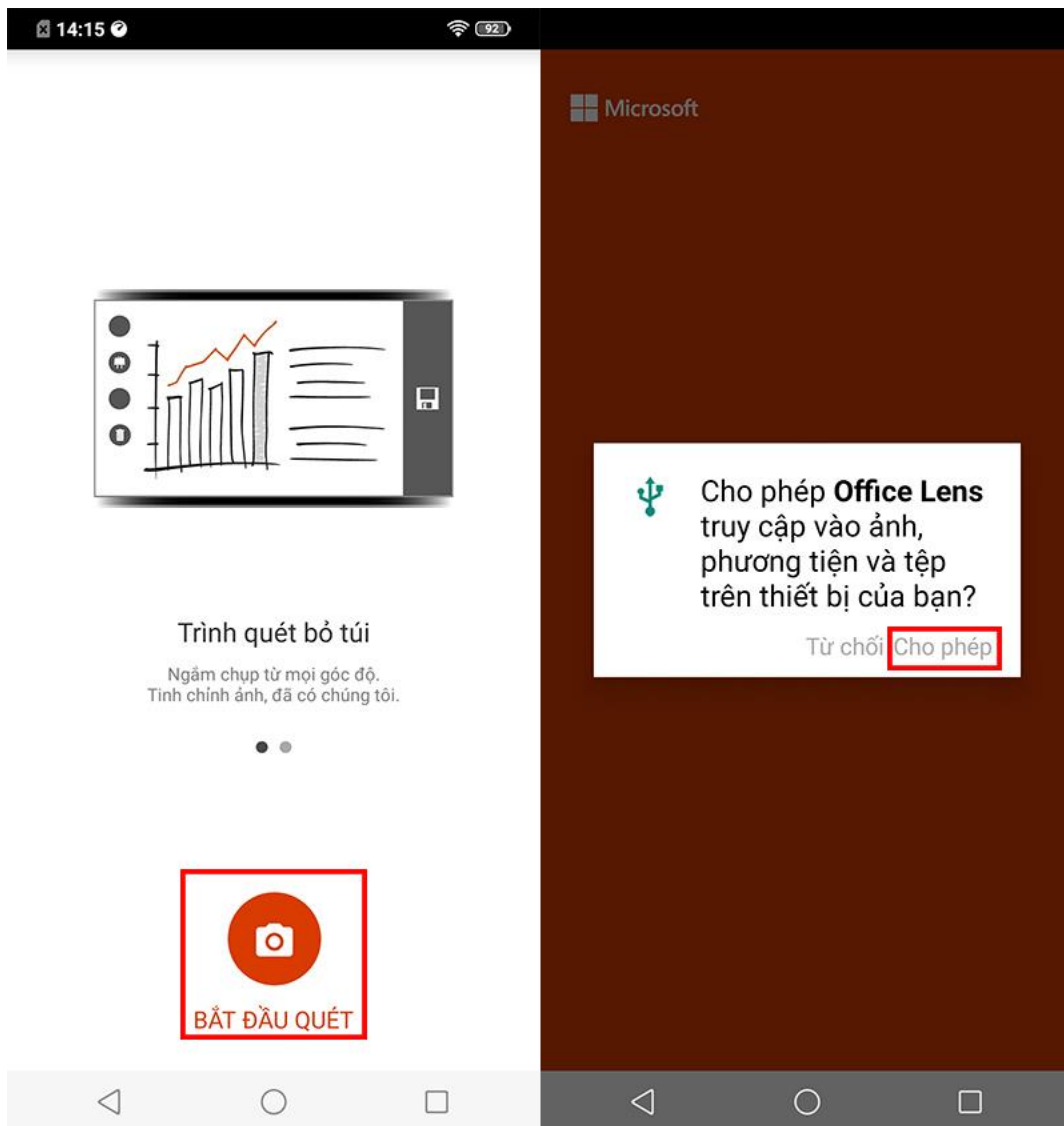 14:15
92
Trình quét bỏ túi
Ngắm chụp từ mọi góc độ.
Tinh chỉnh ảnh, đã có chúng tôi.
BẮT ĐẦU QUÉT
Microsoft
Cho phép Office Lens
truy cập vào ảnh,
phương tiện và tệp
trên thiết bị của bạn?
Từ chối Cho phép